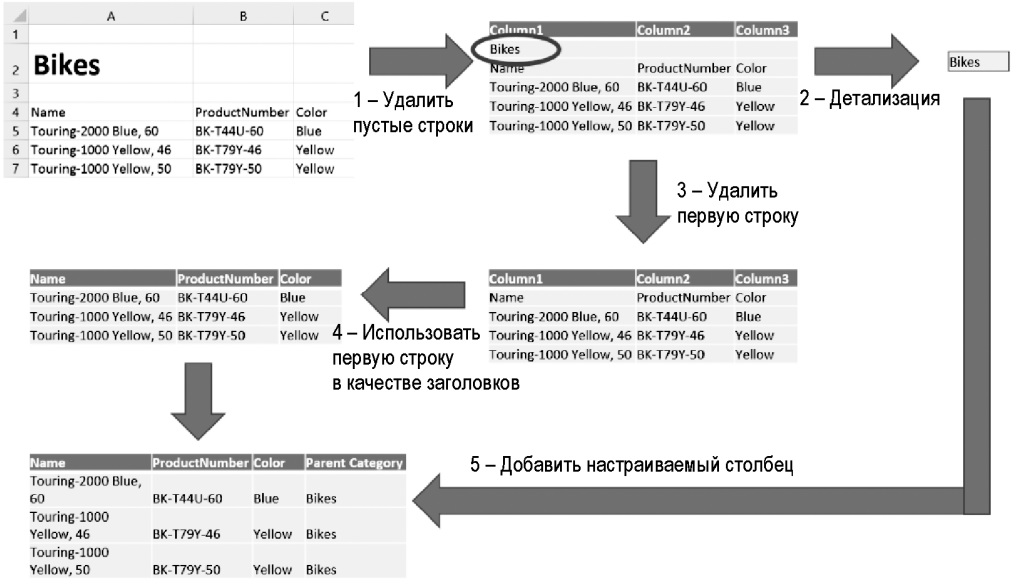 A B C
1
2 Bikes
3
4 Name ProductNumber Color
5 Touring-2000 Blue, 60 BK-T44U-60 Blue
6 Touring-1000 Yellow, 46 BK-T79Y-46 Yellow
7 Touring-1000 Yellow, 50 BK-T79Y-50 Yellow
1 – Удалить
пустые строки
Column1 Column2 Column3
Bikes
Name ProductNumber Color
Touring-2000 Blue, 60 BK-T44U-60 Blue
Touring-1000 Yellow, 46 BK-T79Y-46 Yellow
Touring-1000 Yellow, 50 BK-T79Y-50 Yellow
2 – Детализация
Bikes
3 – Удалить
первую строку
Column1 Column2 Column3
Name ProductNumber Color
Touring-2000 Blue, 60 BK-T44U-60 Blue
Touring-1000 Yellow, 46 BK-T79Y-46 Yellow
Touring-1000 Yellow, 50 BK-T79Y-50 Yellow
4 – Использовать
первую строку
в качестве заголовков
Name ProductNumber Color
Touring-2000 Blue, 60 BK-T44U-60 Blue
Touring-1000 Yellow, 46 BK-T79Y-46 Yellow
Touring-1000 Yellow, 50 BK-T79Y-50 Yellow
5 – Добавить настраиваемый столбец
Name ProductNumber Color Parent Category
Touring-2000 Blue,
60 BK-T44U-60 Blue Bikes
Touring-1000
Yellow, 46 BK-T79Y-46 Yellow Bikes
Touring-1000
Yellow, 50 BK-T79Y-50 Yellow Bikes